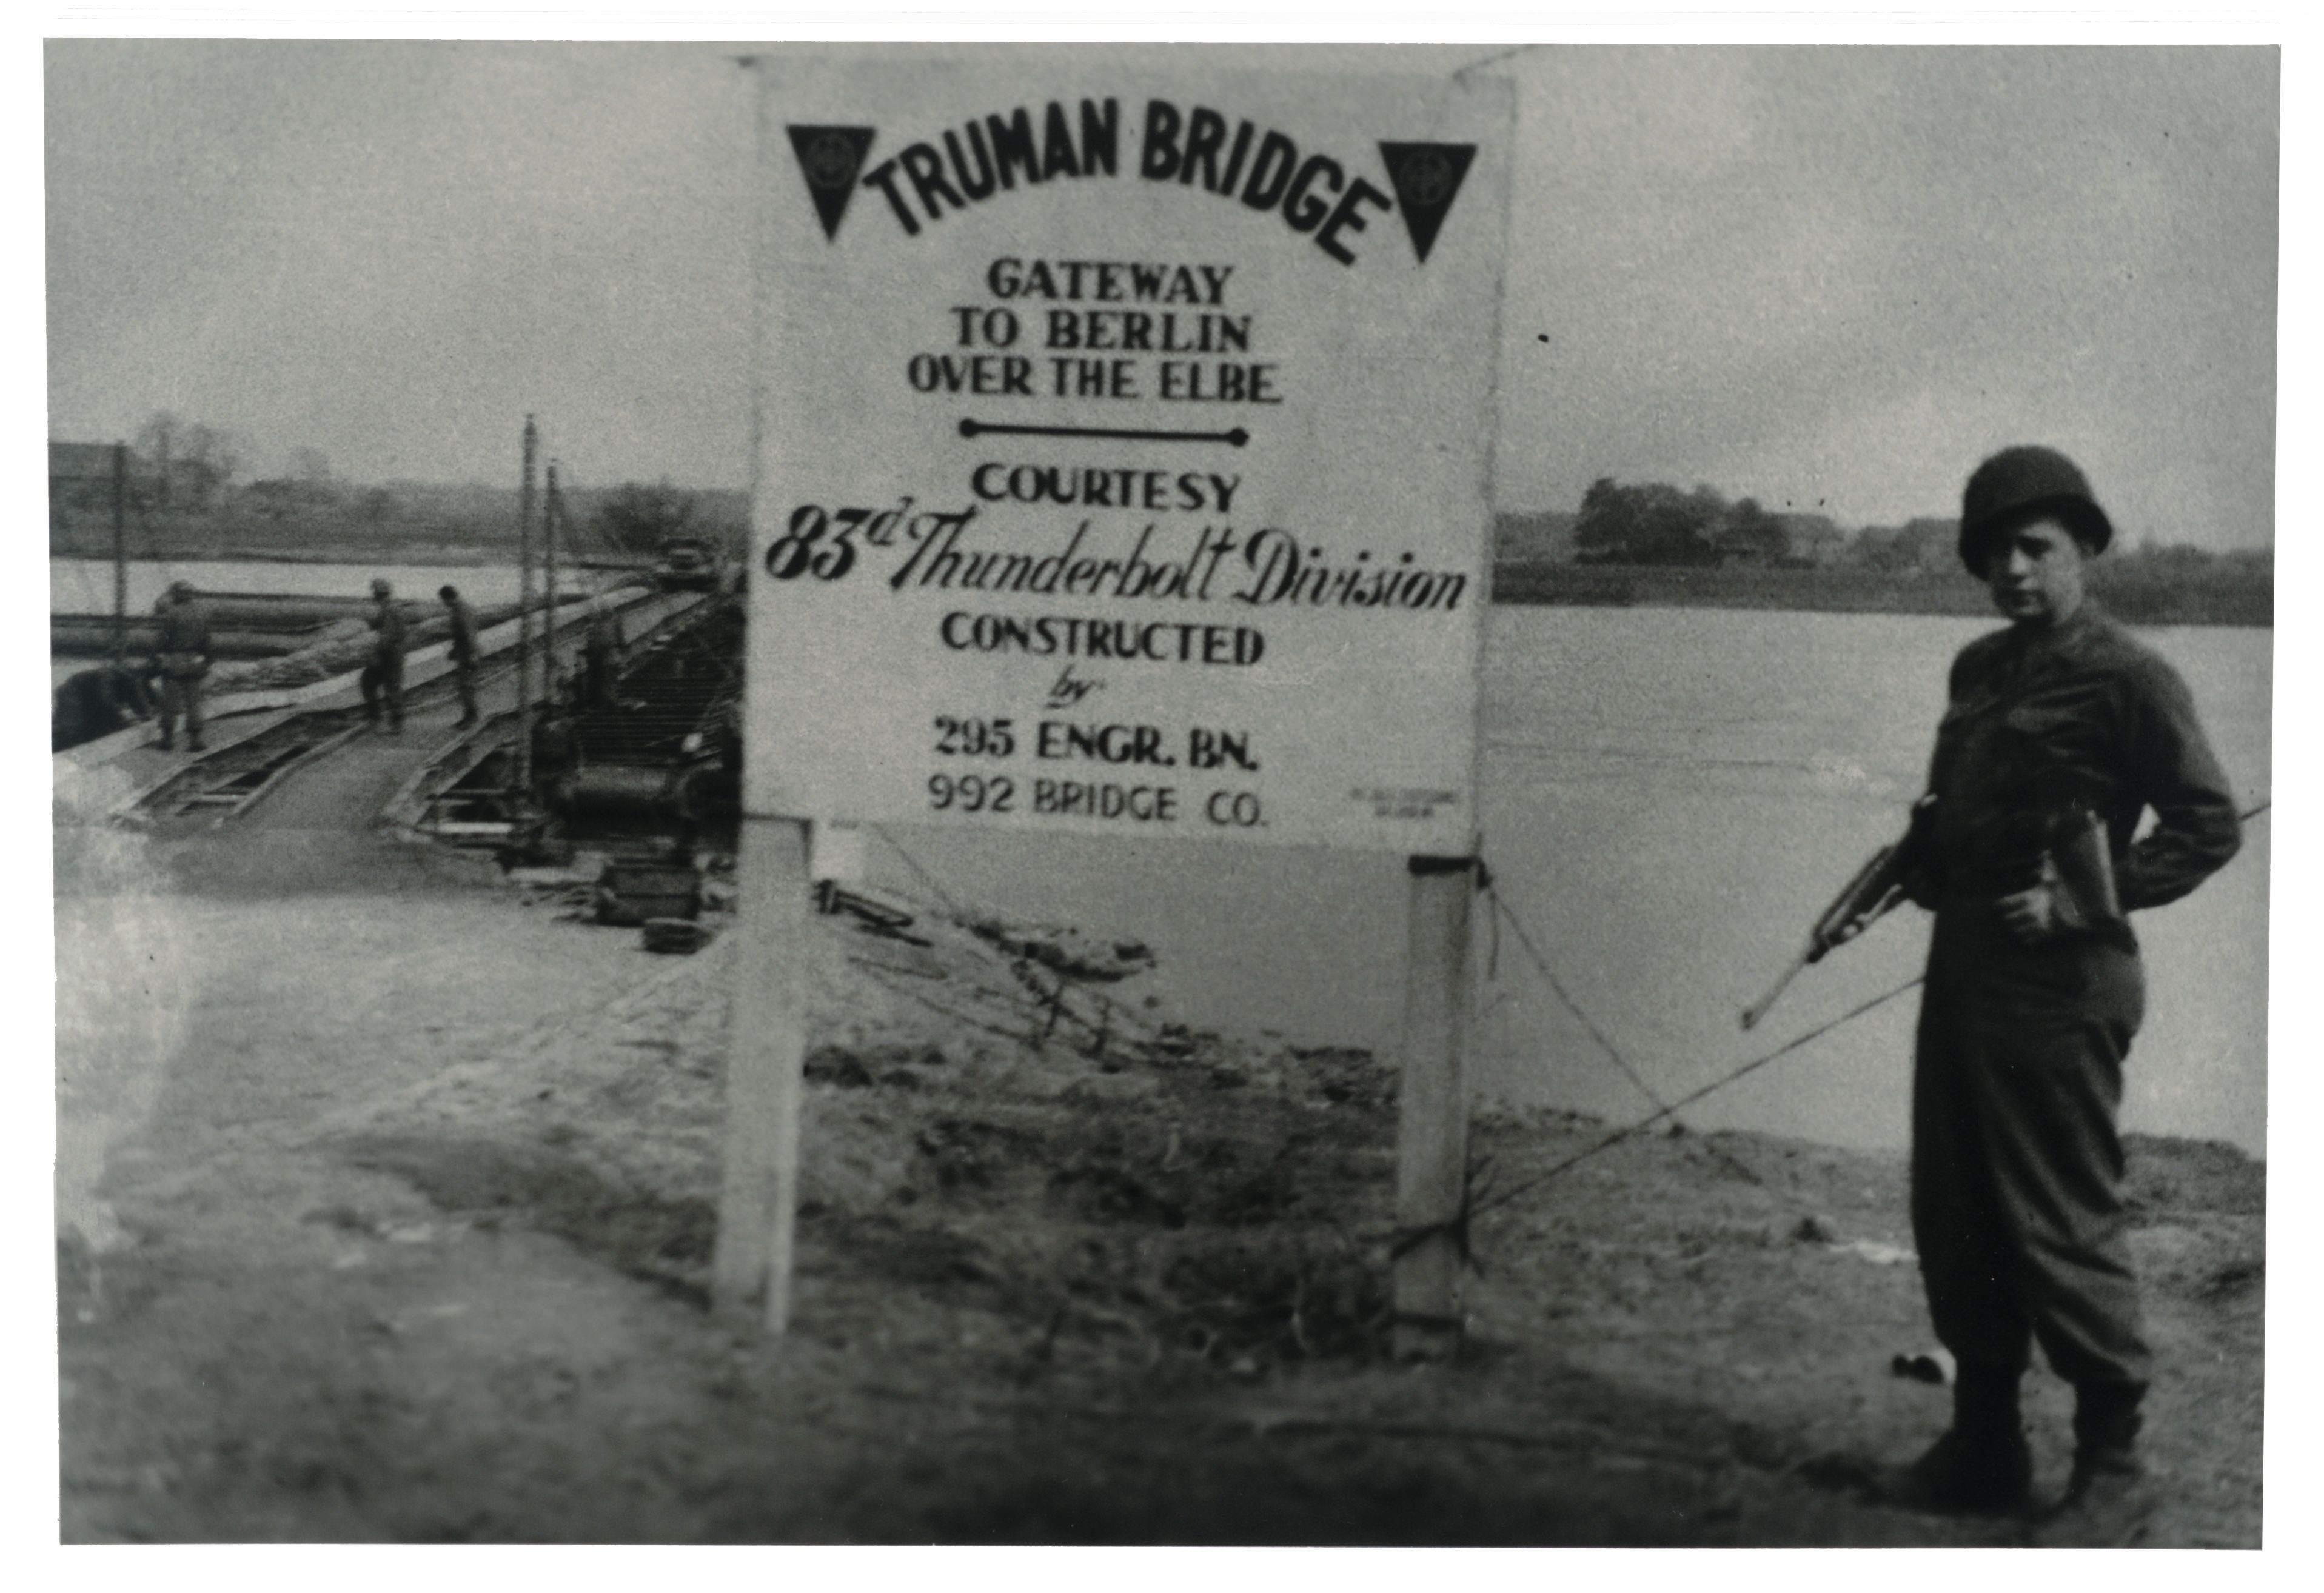 TRUMAN BRIDGE
GATEWAY
TO BERLIN
OVER THE ELBE
COURTESY
83d Thunderbolt Division
CONSTRUCTED
by
295 ENGR. BN.
992 BRIDGE CO.